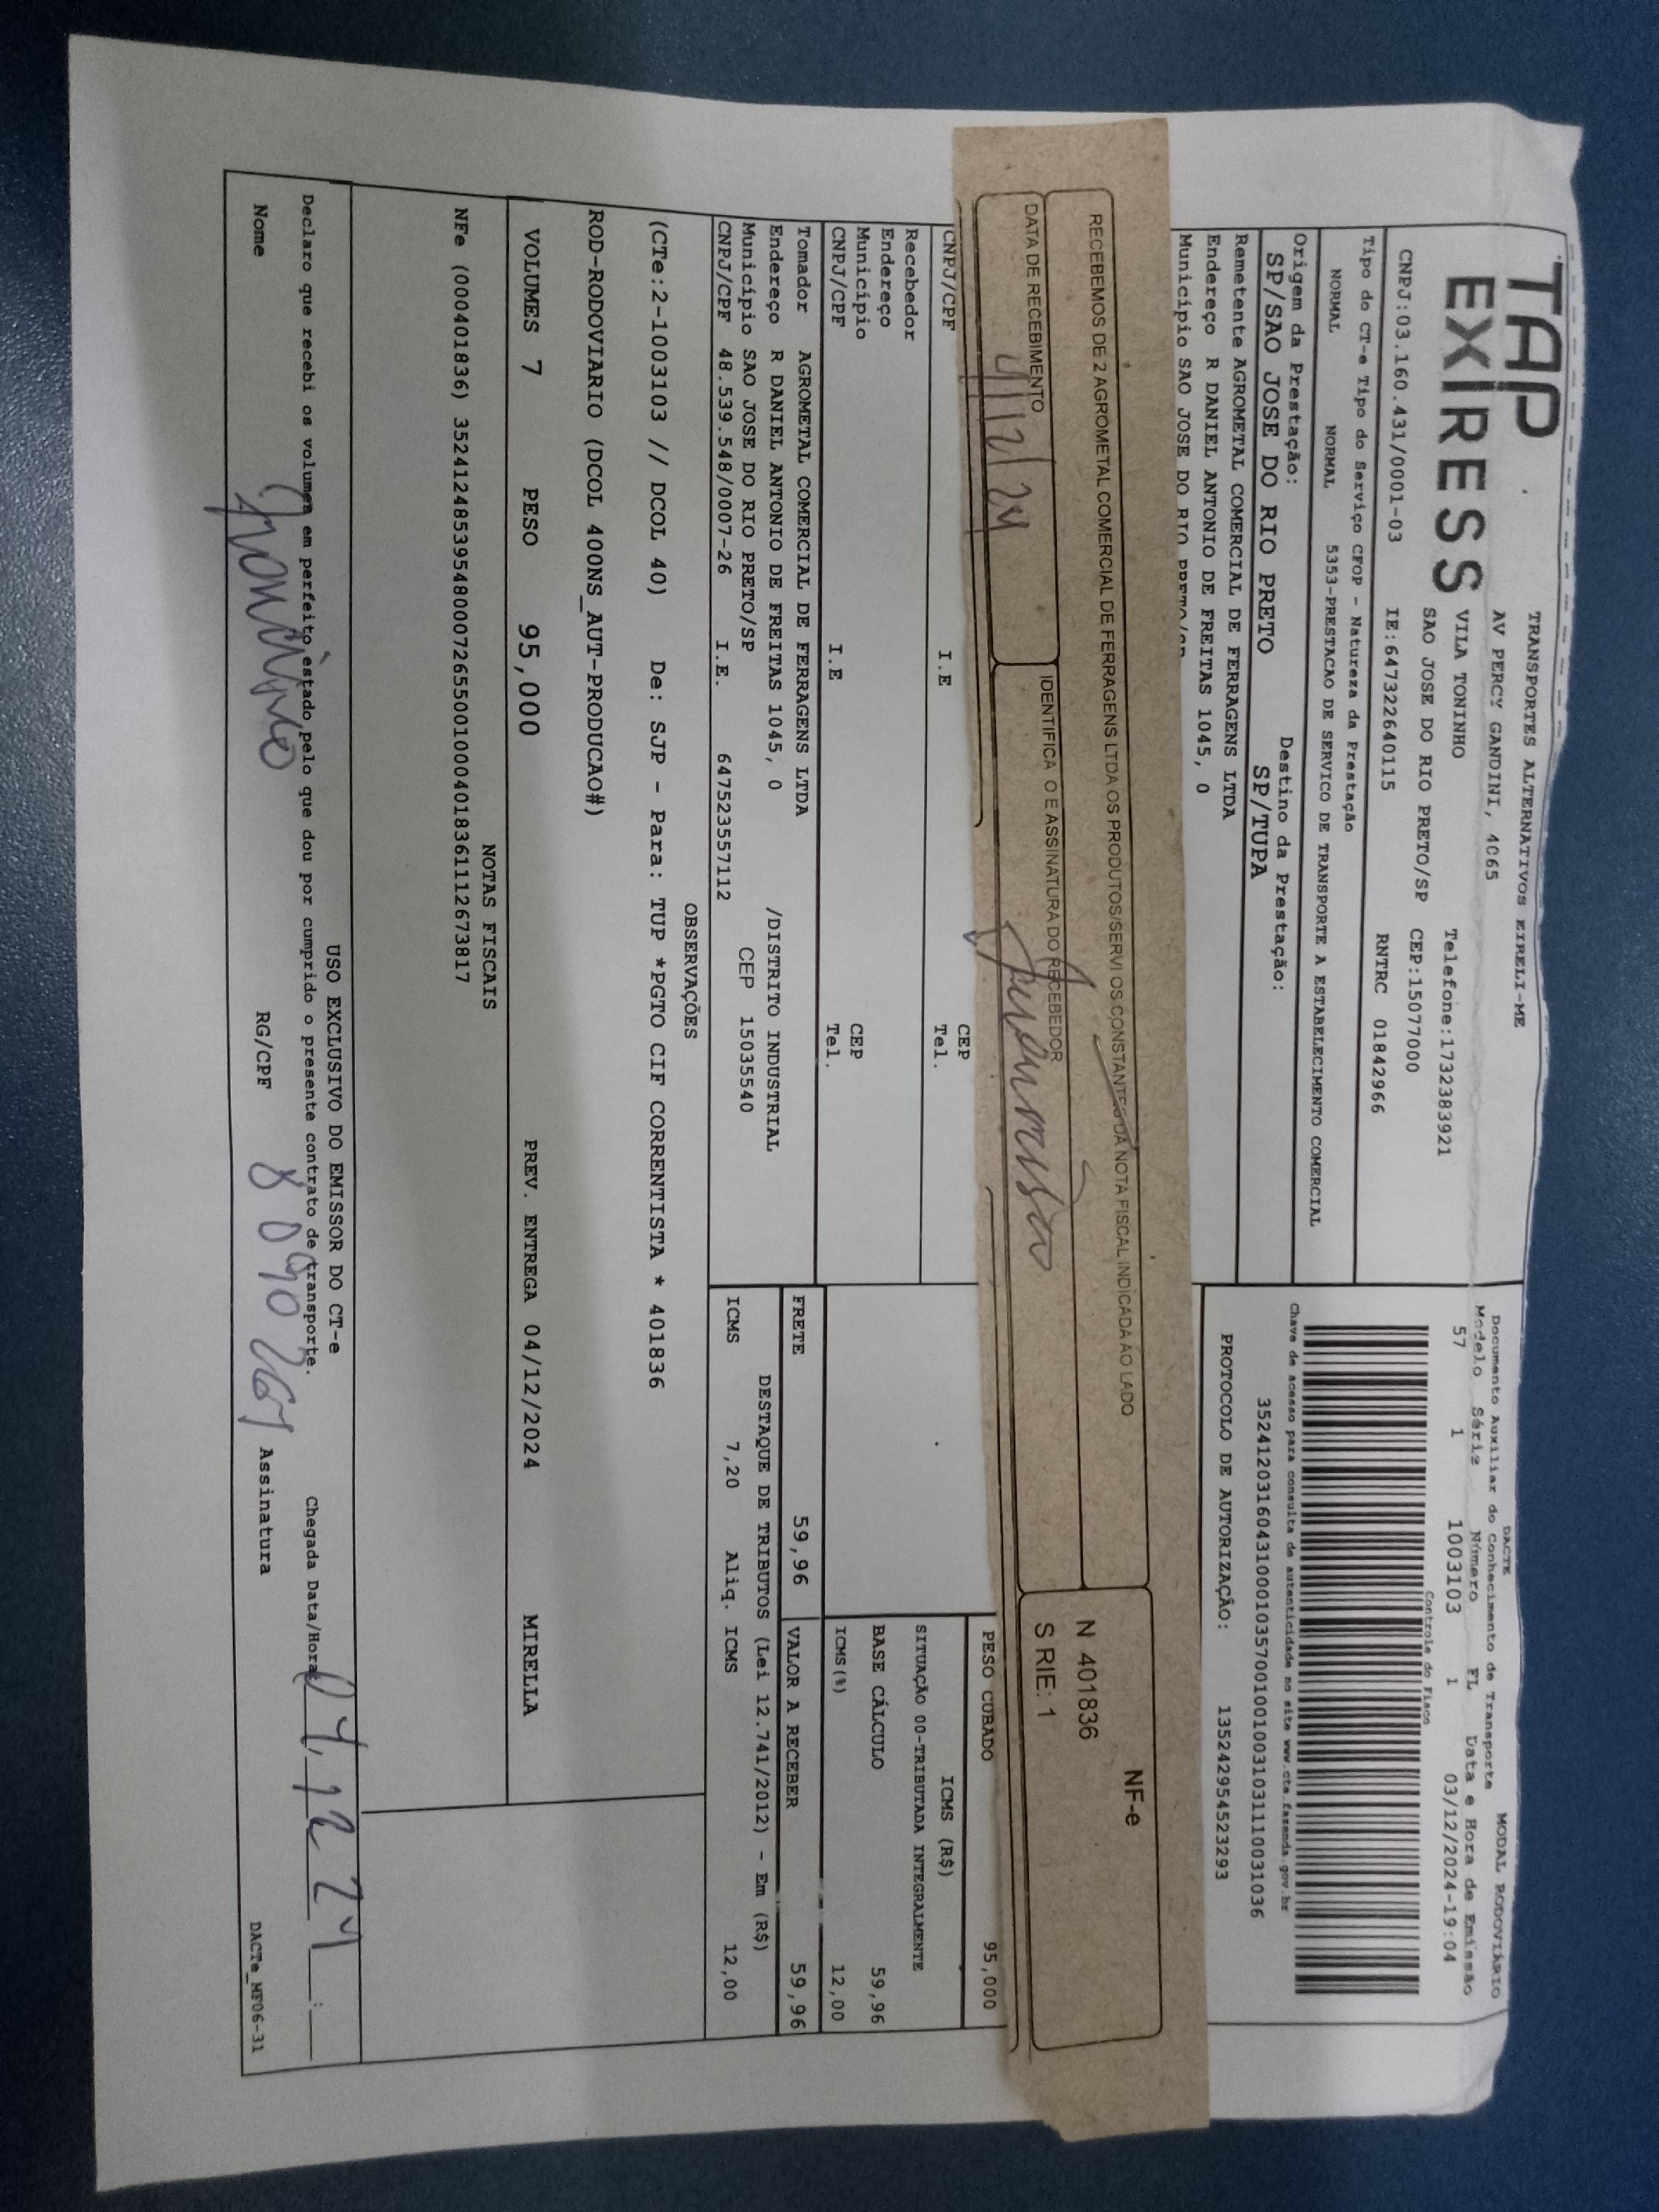 TAP
EXPRESS
TRANSPORTES ALTERNATIVOS EIRELI-ME
AV PERCY GANDINI, 4065
VILA TONINHO Telefone:1732383921
SAO JOSE DO RIO PRETO/SP CEP:15077000
CNPJ:03.160.431/0001-03 IE:647322640115 RNTRC 01842966
DACTE
Documento Auxiliar do Conhecimento de Transporte MODAL RODOVIÁRIO
Modelo Série Número FL Data e Hora de Emissão
57 1 1003103 1 03/12/2024-19:04
Controle do Fisco
Tipo do CT-e Tipo do Serviço CFOP - Natureza da Prestação
NORMAL NORMAL 5353-PRESTACAO DE SERVICO DE TRANSPORTE A ESTABELECIMENTO COMERCIAL
Chave de acesso para consulta de autenticidade no site www.cte.fazenda.gov.br
35241203160431000103570010010031031110031036
Origem da Prestação: Destino da Prestação:
SP/SAO JOSE DO RIO PRETO SP/TUPA
PROTOCOLO DE AUTORIZAÇÃO: 135242954523293
Remetente AGROMETAL COMERCIAL DE FERRAGENS LTDA
Endereço R DANIEL ANTONIO DE FREITAS 1045, 0
Município SAO JOSE DO RIO PRETO/SP
RECEBEMOS DE 2 AGROMETAL COMERCIAL DE FERRAGENS LTDA OS PRODUTOS/SERVI OS CONSTANTES DA NOTA FISCAL INDICADA AO LADO
NF-e
N 401836
S RIE: 1
DATA DE RECEBIMENTO
4/12/24
IDENTIFICA O E ASSINATURA DO RECEBEDOR
CNPJ/CPF I.E CEP
Tel.
PESO CUBADO 95,000
Recebedor
Endereço
Município CEP
CNPJ/CPF I.E Tel.
ICMS (R$)
SITUAÇÃO 00-TRIBUTADA INTEGRALMENTE
BASE CÁLCULO 59,96
ICMS(%) 12,00
Tomador AGROMETAL COMERCIAL DE FERRAGENS LTDA
Endereço R DANIEL ANTONIO DE FREITAS 1045, 0 /DISTRITO INDUSTRIAL
Município SAO JOSE DO RIO PRETO/SP CEP 15035540
CNPJ/CPF 48.539.548/0007-26 I.E. 647523557112
FRETE 59,96 VALOR A RECEBER 59,96
DESTAQUE DE TRIBUTOS (Lei 12.741/2012) - Em (R$)
ICMS 7,20 Aliq. ICMS 12,00
OBSERVAÇÕES
(CTe:2-1003103 // DCOL 40) De: SJP - Para: TUP *PGTO CIF CORRENTISTA * 401836
ROD-RODOVIARIO (DCOL 400NS_AUT-PRODUCAO#)
VOLUMES 7 PESO 95,000 PREV. ENTREGA 04/12/2024 MIRELLA
NOTAS FISCAIS
NFe (000401836) 35241248539548000726550010004018361112673817
USO EXCLUSIVO DO EMISSOR DO CT-e
Declaro que recebi os volumes em perfeito estado pelo que dou por cumprido o presente contrato de transporte. Chegada Data/Hora 04, 12 24 :
Nome RG/CPF Assinatura
DACTe_MF06-31